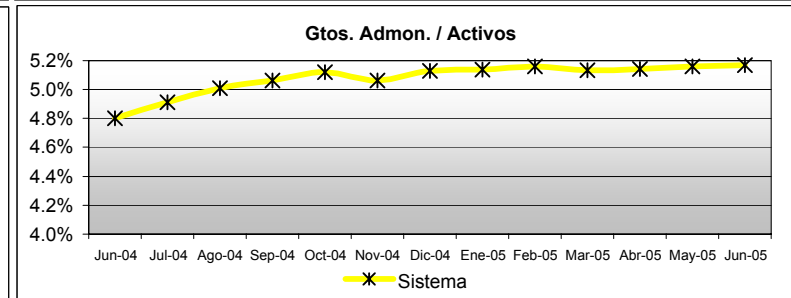 Gtos. Admon. / Activos
5.2%
5.0%
4.8%
4.6%
4.4%
4.2%
4.0%
Jun-04 Jul-04 Ago-04 Sep-04 Oct-04 Nov-04 Dic-04 Ene-05 Feb-05 Mar-05 Abr-05 May-05 Jun-05
Sistema